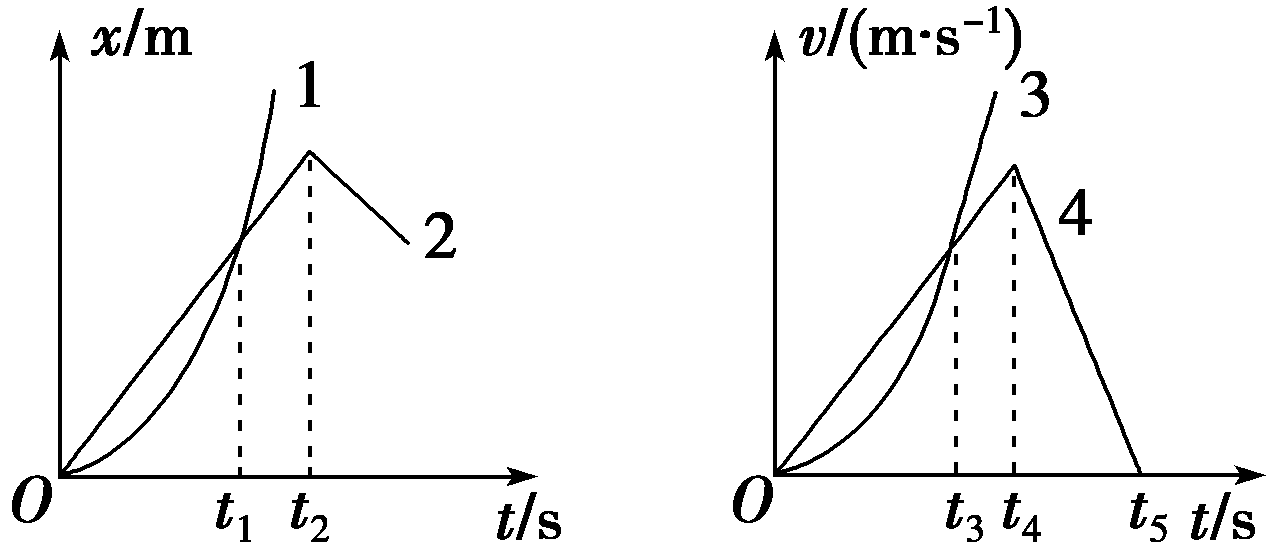 x/m
1
2
O
t₁
t₂
t/s
v/(m·s⁻¹)
3
4
O
t₃
t₄
t₅
t/s